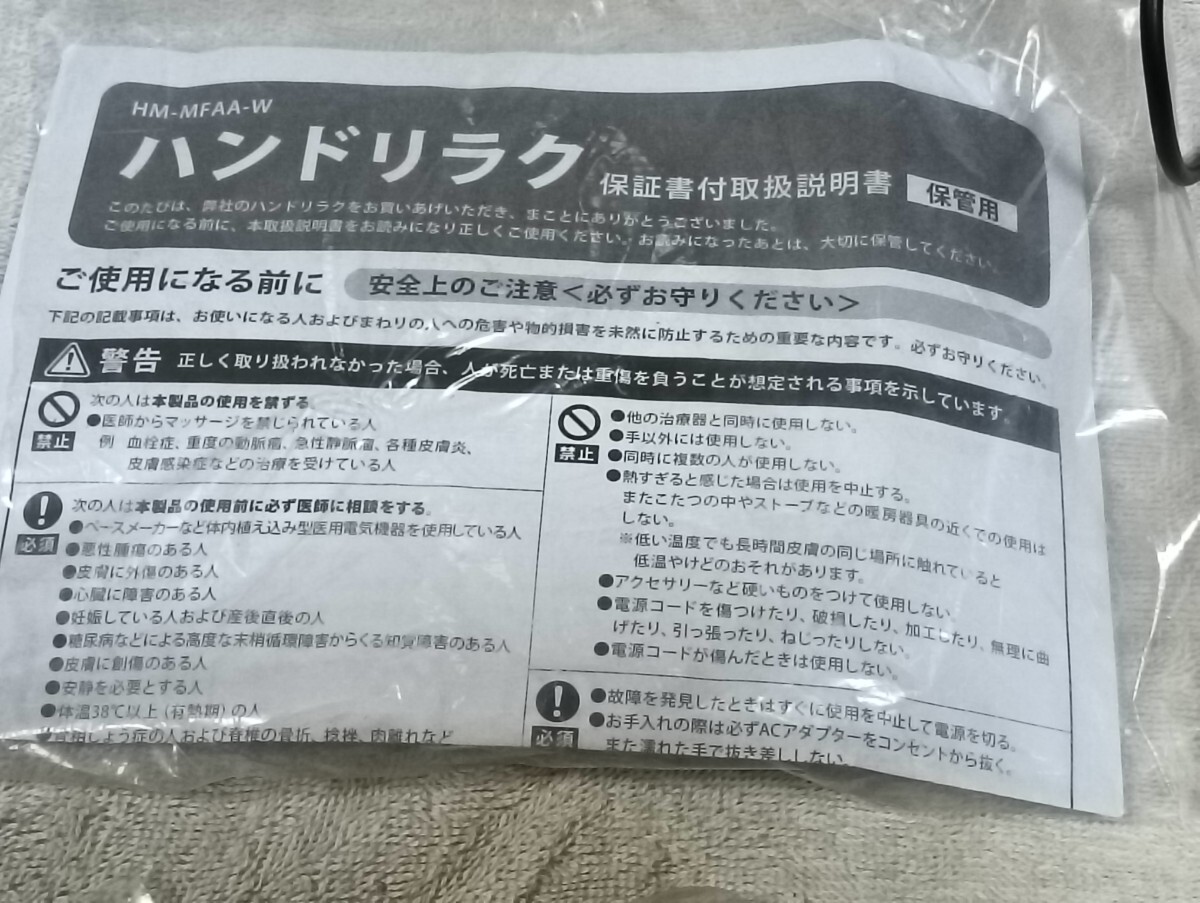 HM-MFAA-W
ハンドリラク 保証書付取扱説明書 保管用
このたびは、弊社のハンドリラクをお買いあげいただき、まことにありがとうございました。
ご使用になる前に、本取扱説明書をお読みになり正しくご使用ください。お読みになったあとは、大切に保管してください。
ご使用になる前に 安全上のご注意<必ずお守りください>
下記の記載事項は、お使いになる人およびまわりの人への危害や物的損害を未然に防止するための重要な内容です。必ずお守りください。
警告 正しく取り扱われなかった場合、人が死亡または重傷を負うことが想定される事項を示しています。
禁止
次の人は本製品の使用を禁ずる。
●医師からマッサージを禁じられている人
例 血栓症、重度の動脈瘤、急性静脈瘤、各種皮膚炎、
皮膚感染症などの治療を受けている人
必須
次の人は本製品の使用前に必ず医師に相談をする。
●ペースメーカーなど体内植え込み型医用電気機器を使用している人
●悪性腫瘍のある人
●皮膚に外傷のある人
●心臓に障害のある人
●妊娠している人および産後直後の人
●糖尿病などによる高度な末梢循環障害からくる知覚障害のある人
●皮膚に創傷のある人
●安静を必要とする人
●体温38℃以上(有熱期)の人
しょう症の人および脊椎の骨折、捻挫、肉離れなど
禁止
●他の治療器と同時に使用しない。
●手以外には使用しない。
●同時に複数の人が使用しない。
●熱すぎると感じた場合は使用を中止する。
またこたつの中やストーブなどの暖房器具の近くでの使用は
しない。
※低い温度でも長時間皮膚の同じ場所に触れていると
低温やけどのおそれがあります。
●アクセサリーなど硬いものをつけて使用しない
●電源コードを傷つけたり、破損したり、加工したり、無理に曲
げたり、引っ張ったり、ねじったりしない。
●電源コードが傷んだときは使用しない。
必須
●故障を発見したときはすぐに使用を中止して電源を切る。
●お手入れの際は必ずACアダプターをコンセントから抜く。
また濡れた手で抜き差ししない。